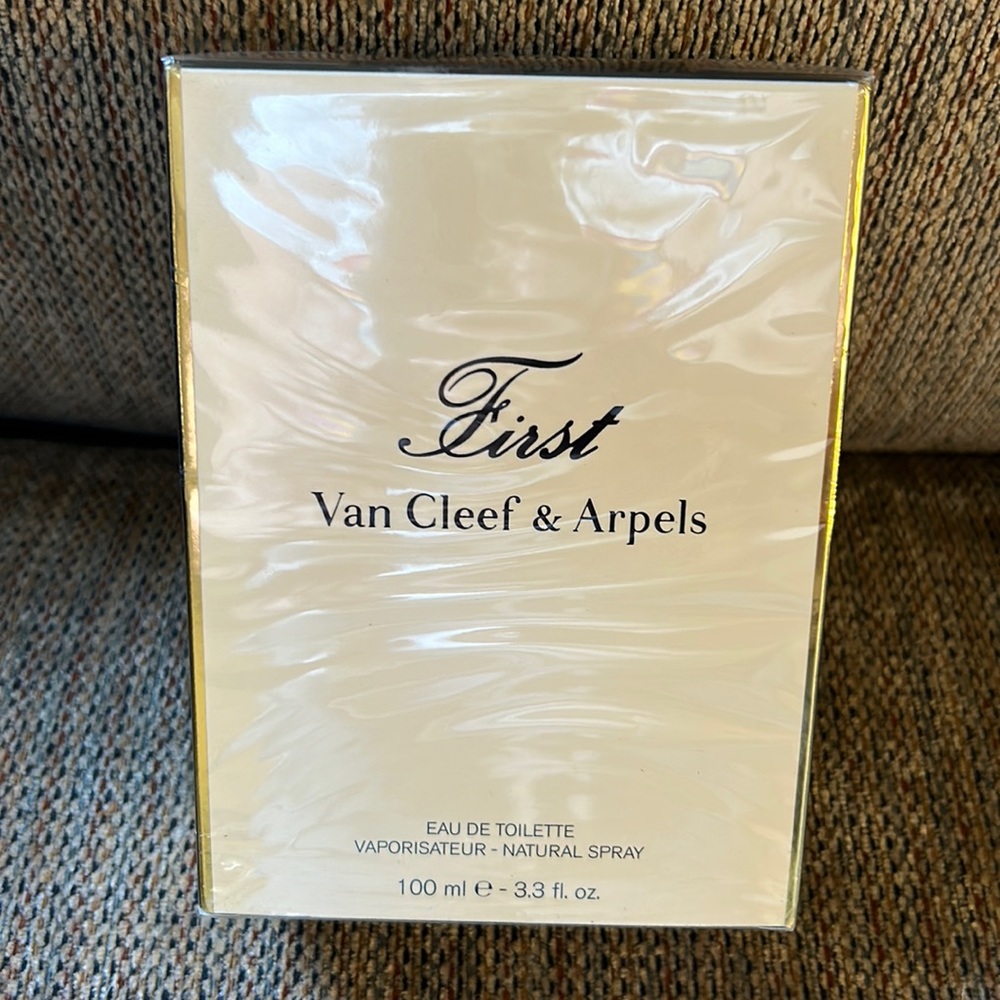 First
Van Cleef & Arpels
EAU DE TOILETTE
VAPORISATEUR - NATURAL SPRAY
100 ml ℮ - 3.3 fl. oz.